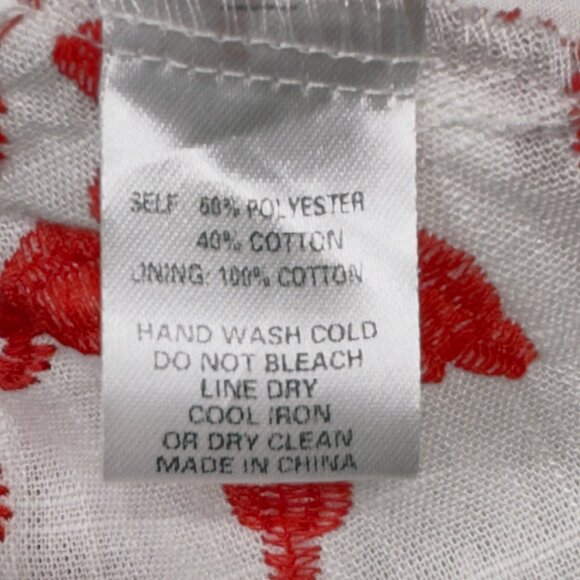 SELF 60% POLYESTER
40% COTTON
LINING: 100% COTTON
HAND WASH COLD
DO NOT BLEACH
LINE DRY
COOL IRON
OR DRY CLEAN
MADE IN CHINA